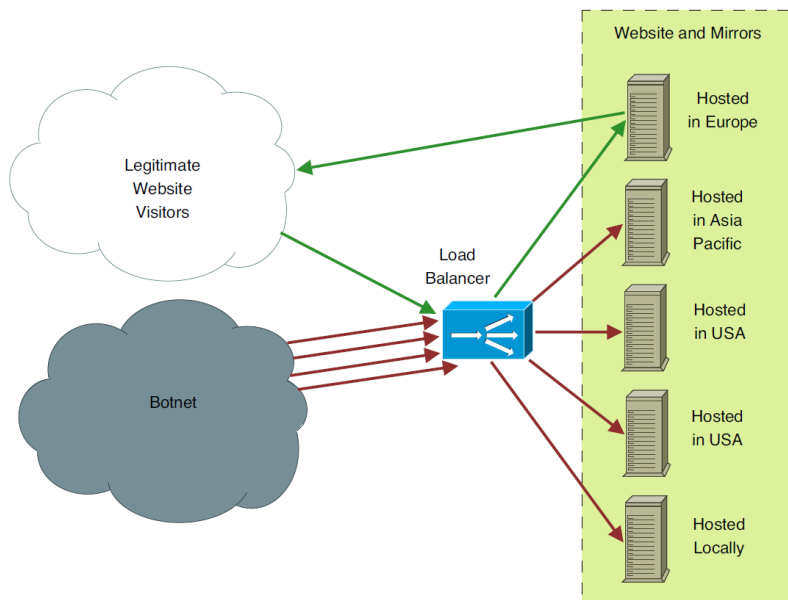 Website and Mirrors
Hosted
in Europe
Legitimate
Website
Visitors
Hosted
in Asia
Pacific
Load
Balancer
Hosted
in USA
Botnet
Hosted
in USA
Hosted
Locally